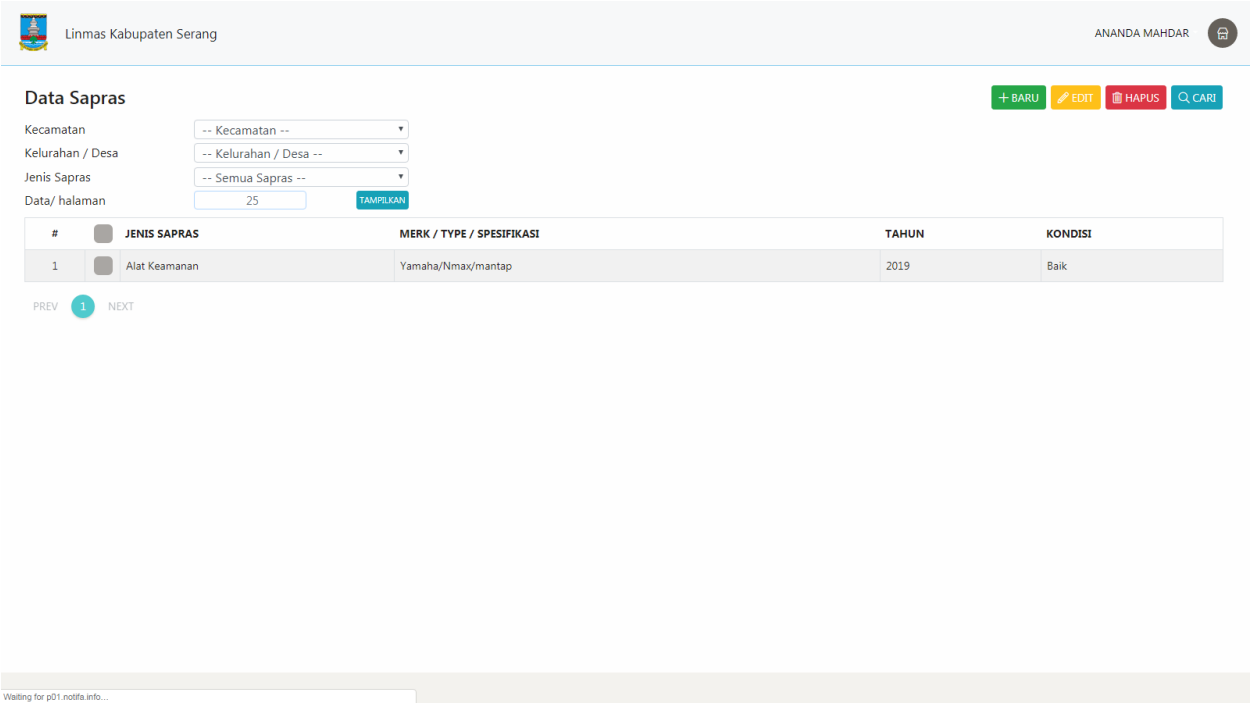 Linmas Kabupaten Serang
ANANDA MAHDAR
Data Sapras
BARU
EDIT
HAPUS
CARI
Kecamatan
-- Kecamatan --
Kelurahan / Desa
-- Kelurahan / Desa --
Jenis Sapras
-- Semua Sapras --
Data/ halaman
25
TAMPILKAN
# JENIS SAPRAS MERK / TYPE / SPESIFIKASI TAHUN KONDISI
1 Alat Keamanan Yamaha/Nmax/mantap 2019 Baik
PREV 1 NEXT
Waiting for p01.notifa.info...